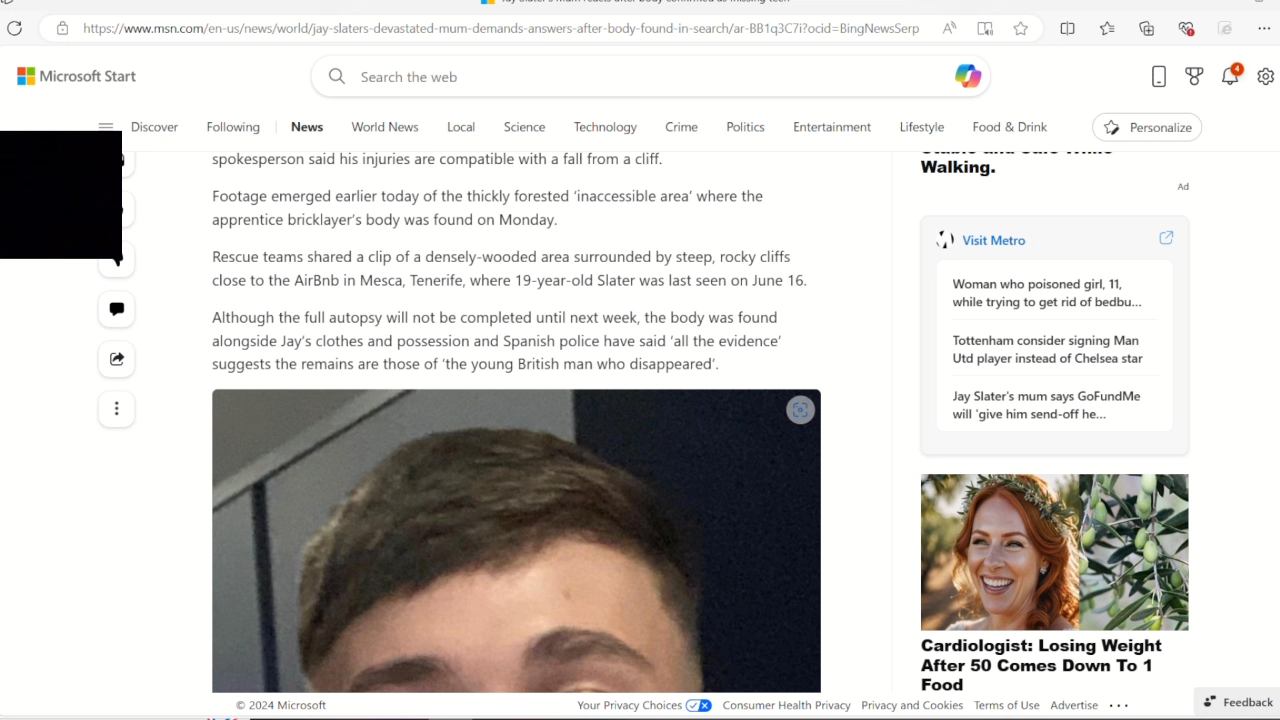 https://www.msn.com/en-us/news/world/jay-slaters-devastated-mum-demands-answers-after-body-found-in-search/ar-BB1q3C7i?ocid=BingNewsSerp
Microsoft Start
Search the web
4
Discover
Following
News
World News
Local
Science
Technology
Crime
Politics
Entertainment
Lifestyle
Food & Drink
Personalize
spokesperson said his injuries are compatible with a fall from a cliff.
Footage emerged earlier today of the thickly forested ‘inaccessible area’ where the
apprentice bricklayer’s body was found on Monday.
Rescue teams shared a clip of a densely-wooded area surrounded by steep, rocky cliffs
close to the AirBnb in Mesca, Tenerife, where 19-year-old Slater was last seen on June 16.
Although the full autopsy will not be completed until next week, the body was found
alongside Jay’s clothes and possession and Spanish police have said ‘all the evidence’
suggests the remains are those of ‘the young British man who disappeared’.
Walking.
Ad
Visit Metro
Woman who poisoned girl, 11,
while trying to get rid of bedbu...
Tottenham consider signing Man
Utd player instead of Chelsea star
Jay Slater's mum says GoFundMe
will 'give him send-off he...
Cardiologist: Losing Weight
After 50 Comes Down To 1
Food
© 2024 Microsoft
Your Privacy Choices
Consumer Health Privacy
Privacy and Cookies
Terms of Use
Advertise
Feedback